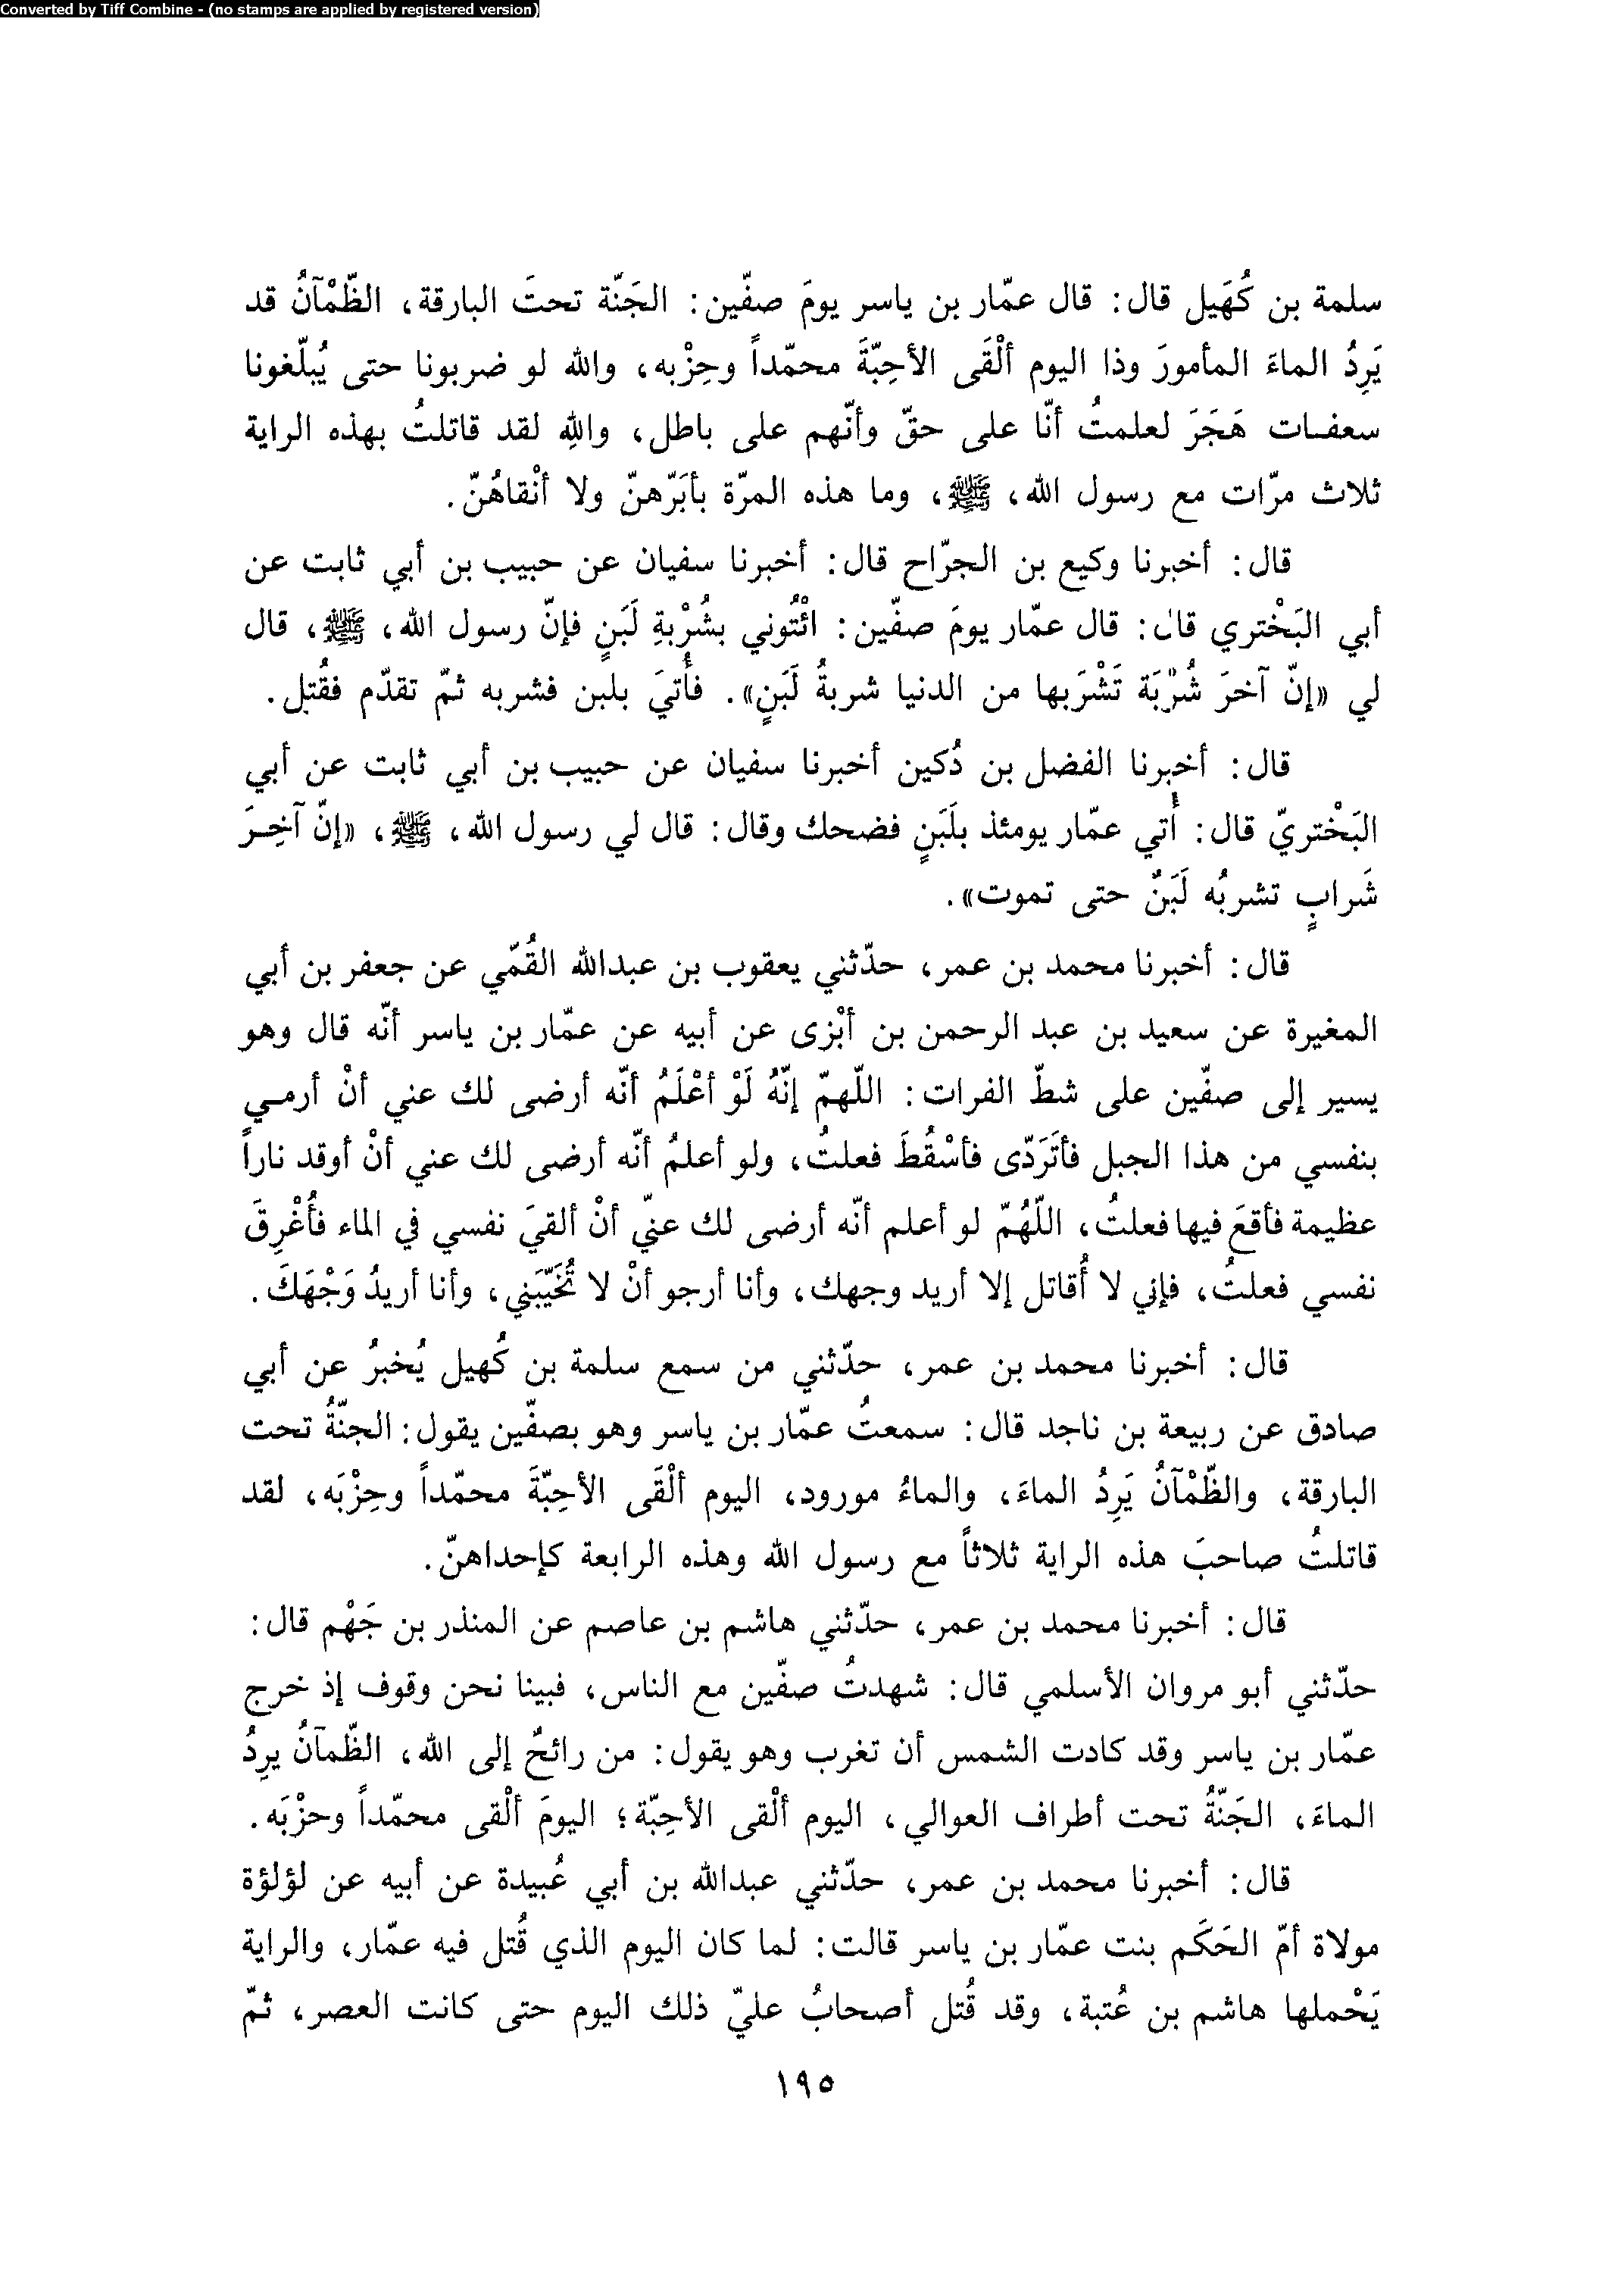 Converted by Tiff Combine - (no stamps are applied by registered version)
سلمة بن كُهَيل قال: قال عمّار بن ياسر يومَ صفّين: الجَنّة تحتَ البارقة، الظّمْآنُ قد
يَرِدُ الماءَ المأمورَ وذا اليوم ألْقَى الأحِبّةَ محمّداً وحِزْبه، والله لو ضربونا حتى يُبلّغونا
سعفات هَجَرَ لعلمتُ أنّا على حقّ وأنّهم على باطل، واللهِ لقد قاتلتُ بهذه الراية
ثلاث مرّات مع رسول الله، ﷺ، وما هذه المرّة بأبَرّهنّ ولا أنْقاهُنّ.
قال: أخبرنا وكيع بن الجرّاح قال: أخبرنا سفيان عن حبيب بن أبي ثابت عن
أبي البَخْتري قال: قال عمّار يومَ صفّين: ائْتُوني بشُرْبةِ لَبَنٍ فإنّ رسول الله، ﷺ، قال
لي «إنّ آخرَ شُرْبَة تَشْرَبها من الدنيا شربةُ لَبَنٍ». فأُتيَ بلبن فشربه ثمّ تقدّم فقُتل.
قال: أخبرنا الفضل بن دُكين أخبرنا سفيان عن حبيب بن أبي ثابت عن أبي
البَخْتريّ قال: أُتي عمّار يومئذ بلَبَنٍ فضحك وقال: قال لي رسول الله، ﷺ، «إنّ آخِرَ
شَرابٍ تشربُه لَبَنٌ حتى تموت».
قال: أخبرنا محمد بن عمر، حدّثني يعقوب بن عبدالله القُمّي عن جعفر بن أبي
المغيرة عن سعيد بن عبد الرحمن بن أبْزى عن أبيه عن عمّار بن ياسر أنّه قال وهو
يسير إلى صفّين على شطّ الفرات: اللّهمّ إنّهُ لَوْ أعْلَمُ أنّه أرضى لك عني أنْ أرمي
بنفسي من هذا الجبل فأتَرَدّى فأسْقُطَ فعلتُ، ولو أعلمُ أنّه أرضى لك عني أنْ أوقد ناراً
عظيمة فأقعَ فيها فعلتُ، اللّهُمّ لو أعلم أنّه أرضى لك عنيّ أنْ ألقيَ نفسي في الماء فأُغْرِقَ
نفسي فعلتُ، فإني لا أُقاتل إلا أريد وجهك، وأنا أرجو أنْ لا تُخَيّبَني، وأنا أريدُ وَجْهَكَ.
قال: أخبرنا محمد بن عمر، حدّثني من سمع سلمة بن كُهيل يُخبرُ عن أبي
صادق عن ربيعة بن ناجد قال: سمعتُ عمّار بن ياسر وهو بصفّين يقول: الجنّةُ تحت
البارقة، والظّمْآنُ يَرِدُ الماءَ، والماءُ مورود، اليوم ألْقَى الأحِبّةَ محمّداً وحِزْبَه، لقد
قاتلتُ صاحبَ هذه الراية ثلاثاً مع رسول الله وهذه الرابعة كإحداهنّ.
قال: أخبرنا محمد بن عمر، حدّثني هاشم بن عاصم عن المنذر بن جَهْم قال:
حدّثني أبو مروان الأسلمي قال: شهدتُ صفّين مع الناس، فبينا نحن وقوف إذ خرج
عمّار بن ياسر وقد كادت الشمس أن تغرب وهو يقول: من رائحٌ إلى الله، الظّمآنُ يرِدُ
الماءَ، الجَنّةُ تحت أطراف العوالي، اليوم ألْقى الأحِبّة؛ اليومَ ألْقى محمّداً وحزْبَه.
قال: أخبرنا محمد بن عمر، حدّثني عبدالله بن أبي عُبيدة عن أبيه عن لؤلؤة
مولاة أمّ الحَكَم بنت عمّار بن ياسر قالت: لما كان اليوم الذي قُتل فيه عمّار، والراية
يَحْملها هاشم بن عُتبة، وقد قُتل أصحابُ عليّ ذلك اليوم حتى كانت العصر، ثمّ
١٩٥